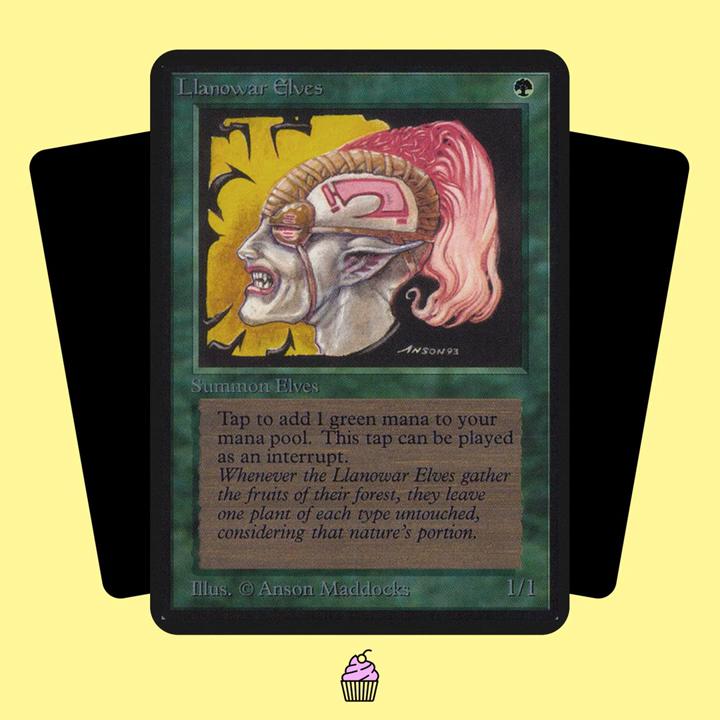 Llanowar Elves
ANSON93
Summon Elves
Tap to add 1 green mana to your
mana pool. This tap can be played
as an interrupt.
Whenever the Llanowar Elves gather
the fruits of their forest, they leave
one plant of each type untouched,
considering that nature's portion.
Illus. © Anson Maddocks
1/1